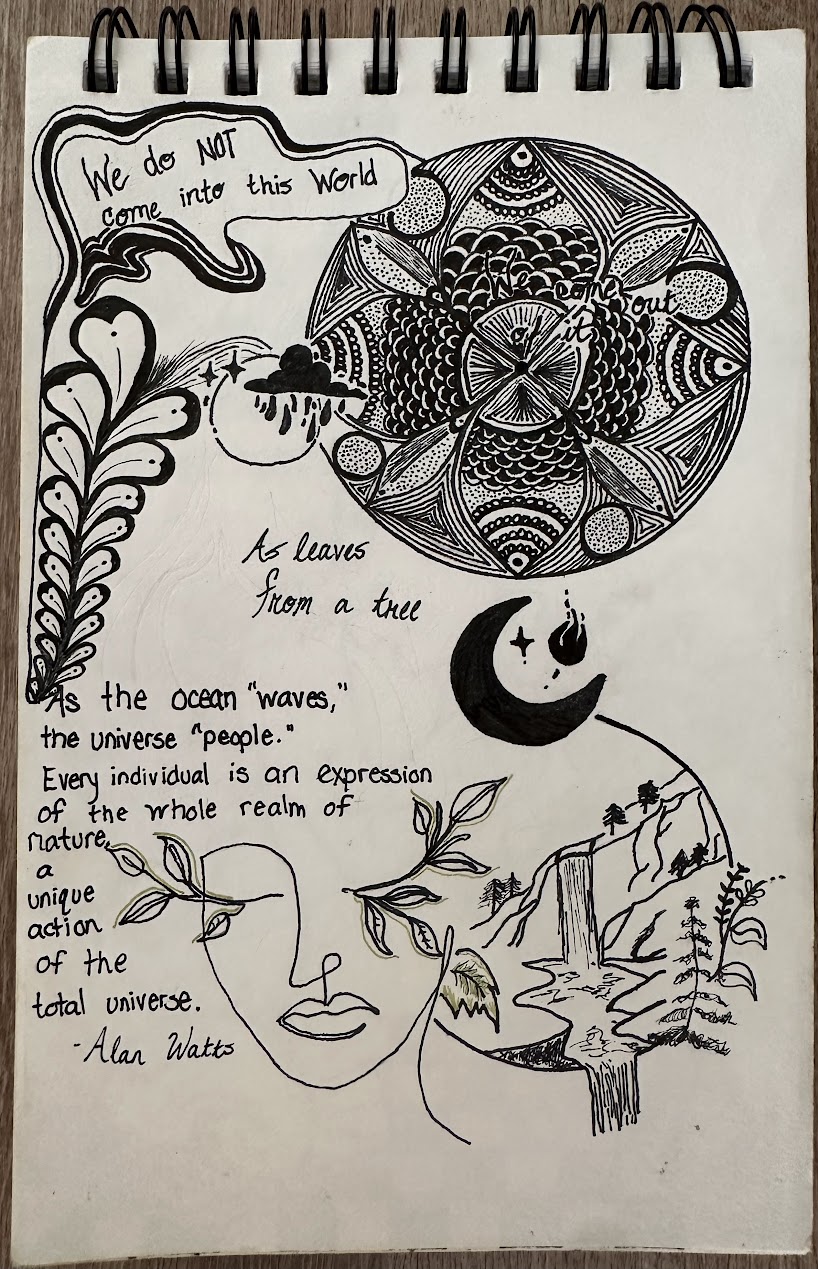 We do NOT
come into this World
We come out
of it
As leaves
from a tree
As the ocean "waves,"
the universe "people."
Every individual is an expression
of the whole realm of
nature,
a
unique
action
of the
total universe.
-Alan Watts